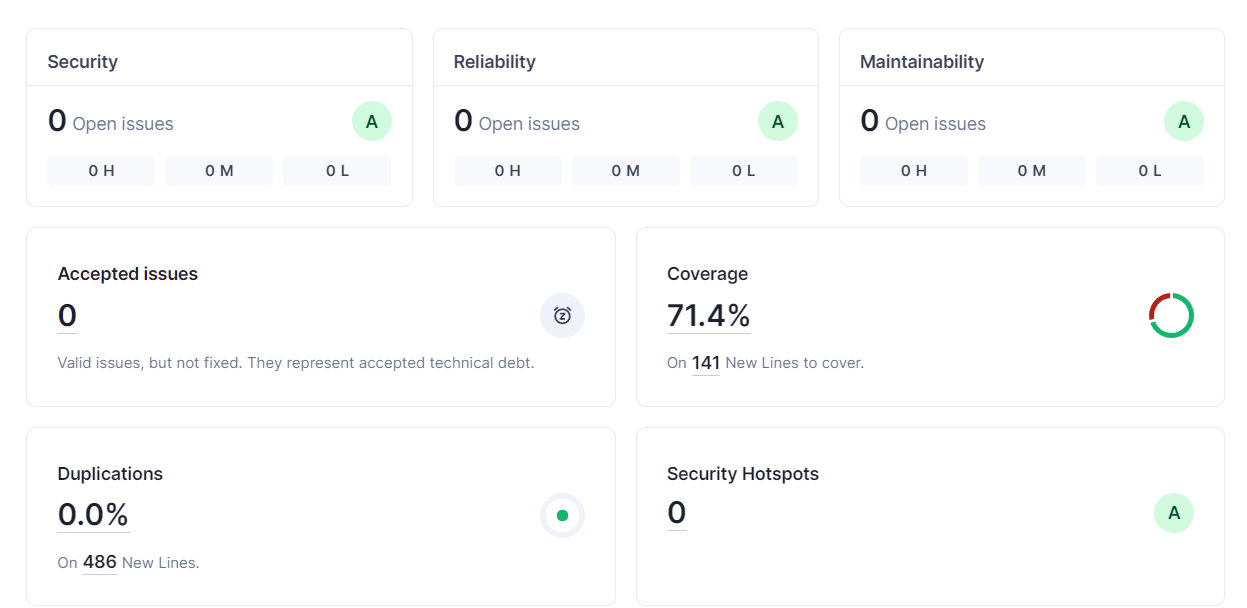 Security
Reliability
Maintainability
0 Open issues
A
0 Open issues
A
0 Open issues
A
0 H
0 M
0 L
0 H
0 M
0 L
0 H
0 M
0 L
Accepted issues
0
Valid issues, but not fixed. They represent accepted technical debt.
Coverage
71.4%
On 141 New Lines to cover.
Duplications
0.0%
On 486 New Lines.
Security Hotspots
0
A